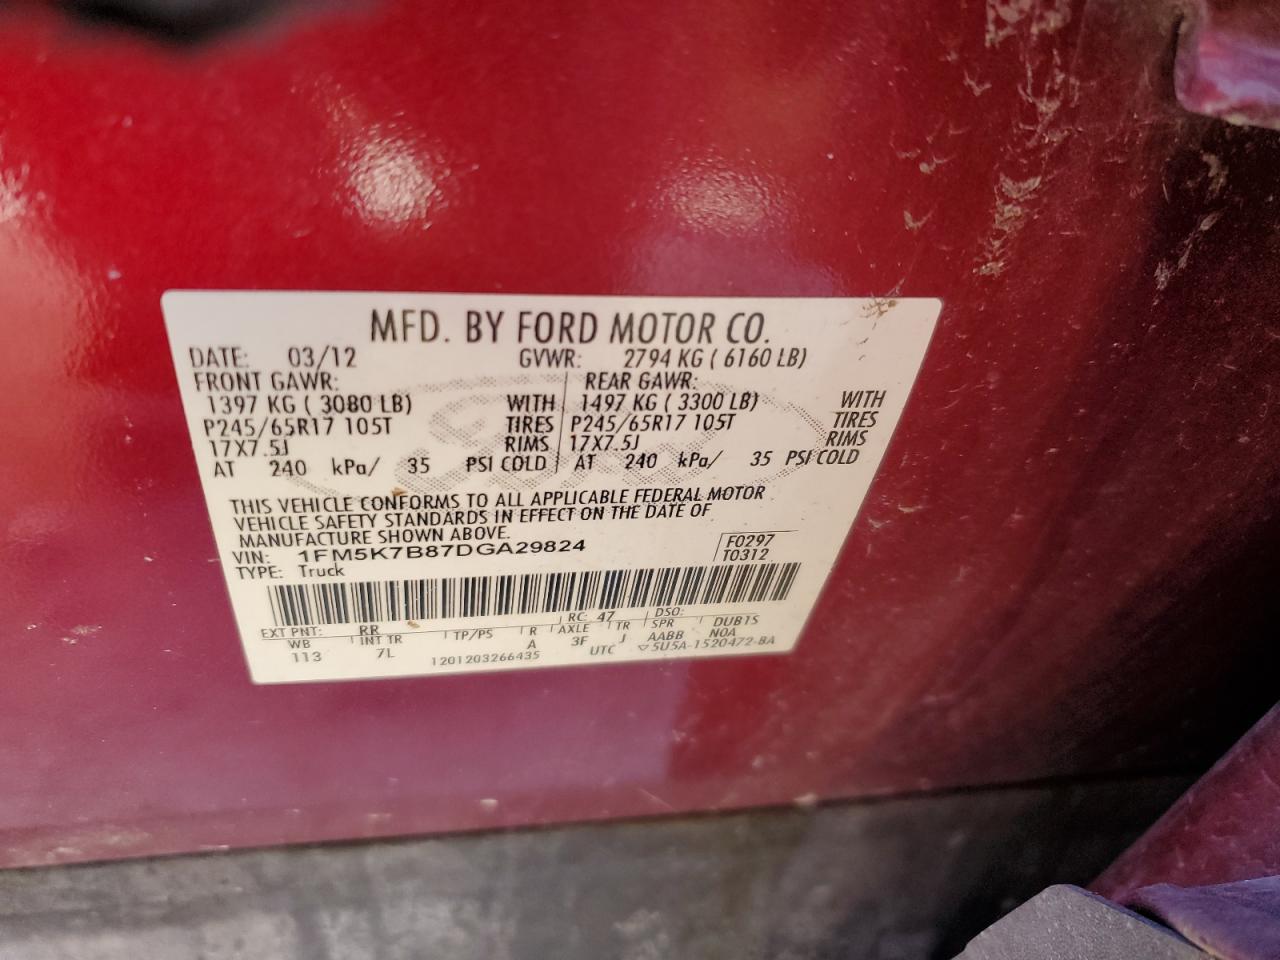 MFD. BY FORD MOTOR CO.
DATE: 03/12 GVWR: 2794 KG ( 6160 LB)
FRONT GAWR: REAR GAWR:
1397 KG ( 3080 LB) WITH 1497 KG ( 3300 LB) WITH
P245/65R17 105T TIRES P245/65R17 105T TIRES
17X7.5J RIMS 17X7.5J RIMS
AT 240 kPa/ 35 PSI COLD AT 240 kPa/ 35 PSI COLD
THIS VEHICLE CONFORMS TO ALL APPLICABLE FEDERAL MOTOR
VEHICLE SAFETY STANDARDS IN EFFECT ON THE DATE OF
MANUFACTURE SHOWN ABOVE.
VIN: 1FM5K7B87DGA29824 F0297
TYPE: Truck T0312
EXT PNT: RR RC: 47 DSO:
WB INT TR TP/PS R AXLE TR SPR DUB1S
113 7L A 3F J AABB N0A
1201203266435 UTC ▽5U5A-1520472-BA